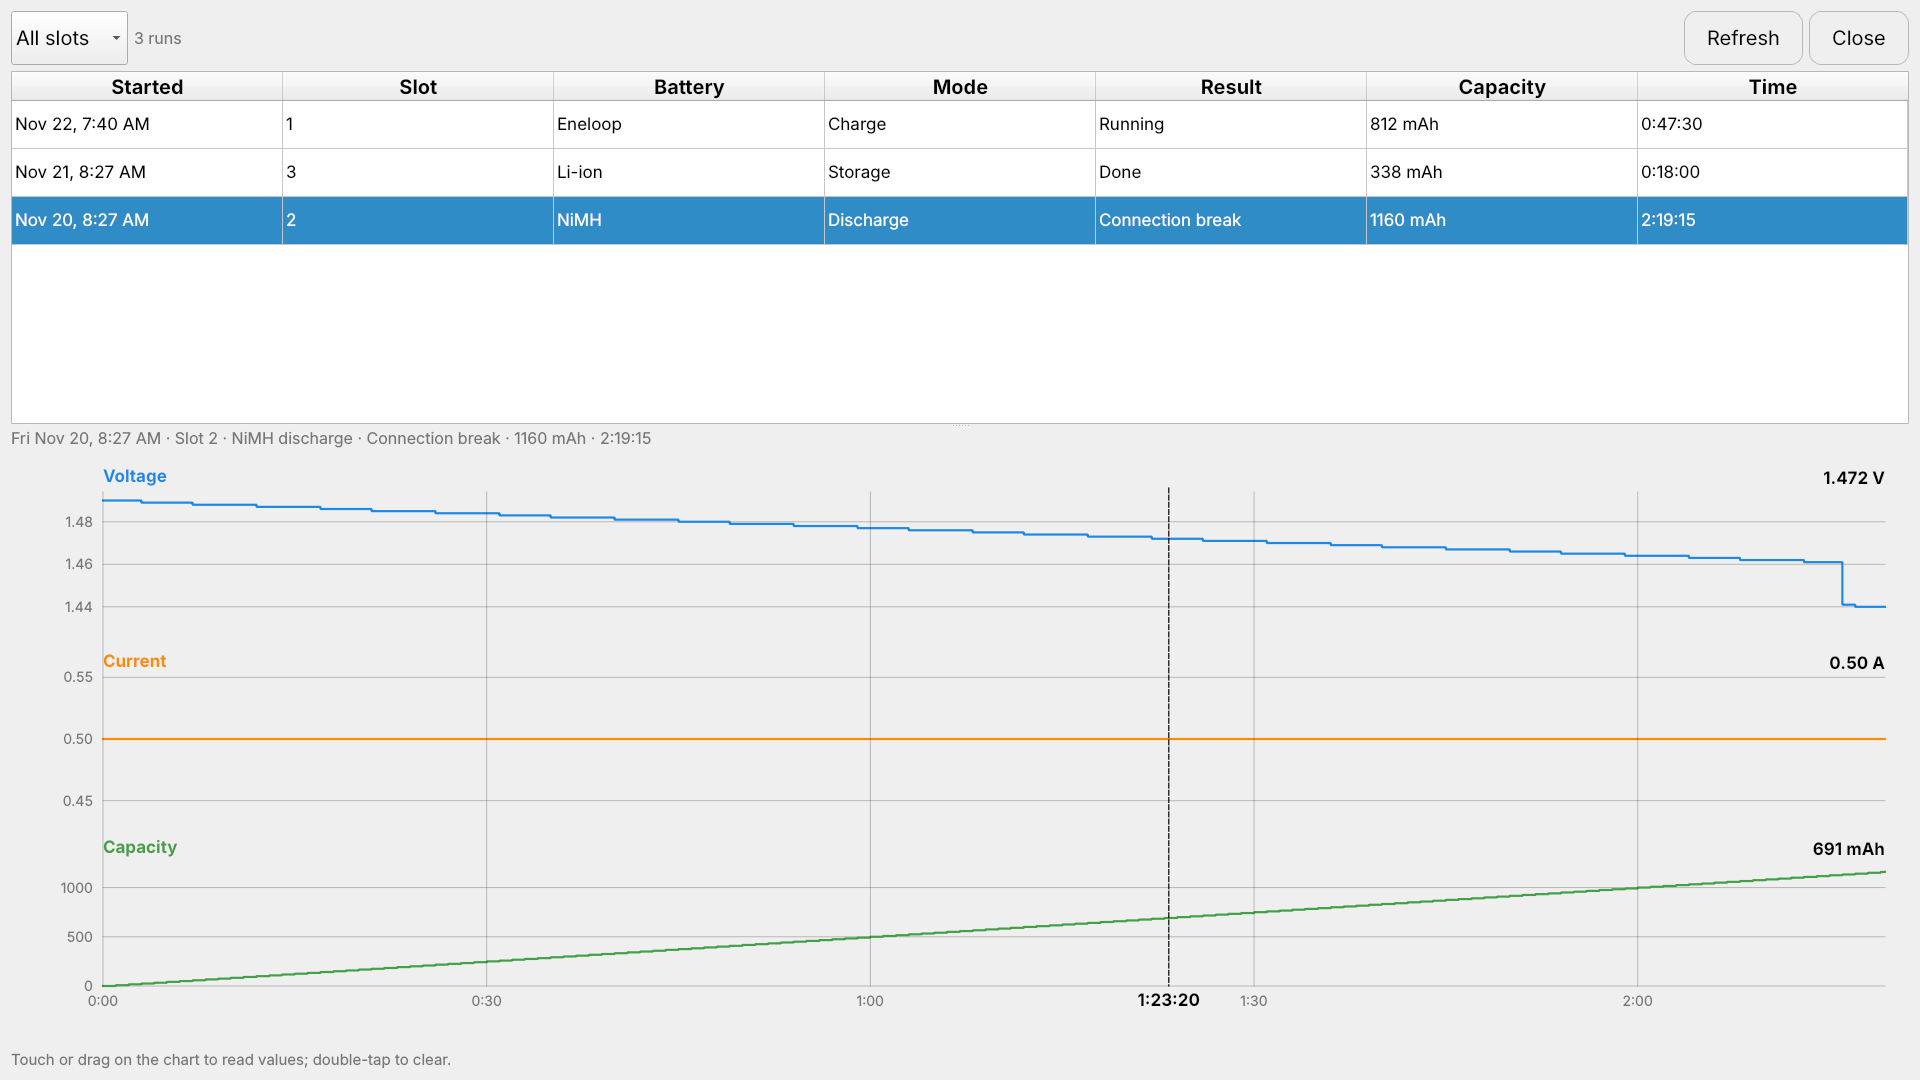 All slots
3 runs
Refresh
Close
Started Slot Battery Mode Result Capacity Time
Nov 22, 7:40 AM 1 Eneloop Charge Running 812 mAh 0:47:30
Nov 21, 8:27 AM 3 Li-ion Storage Done 338 mAh 0:18:00
Nov 20, 8:27 AM 2 NiMH Discharge Connection break 1160 mAh 2:19:15
Fri Nov 20, 8:27 AM · Slot 2 · NiMH discharge · Connection break · 1160 mAh · 2:19:15
Voltage 1.472 V
1.48
1.46
1.44
Current 0.50 A
0.55
0.50
0.45
Capacity 691 mAh
1000
500
0
0:00 0:30 1:00 1:23:20 1:30 2:00
Touch or drag on the chart to read values; double-tap to clear.